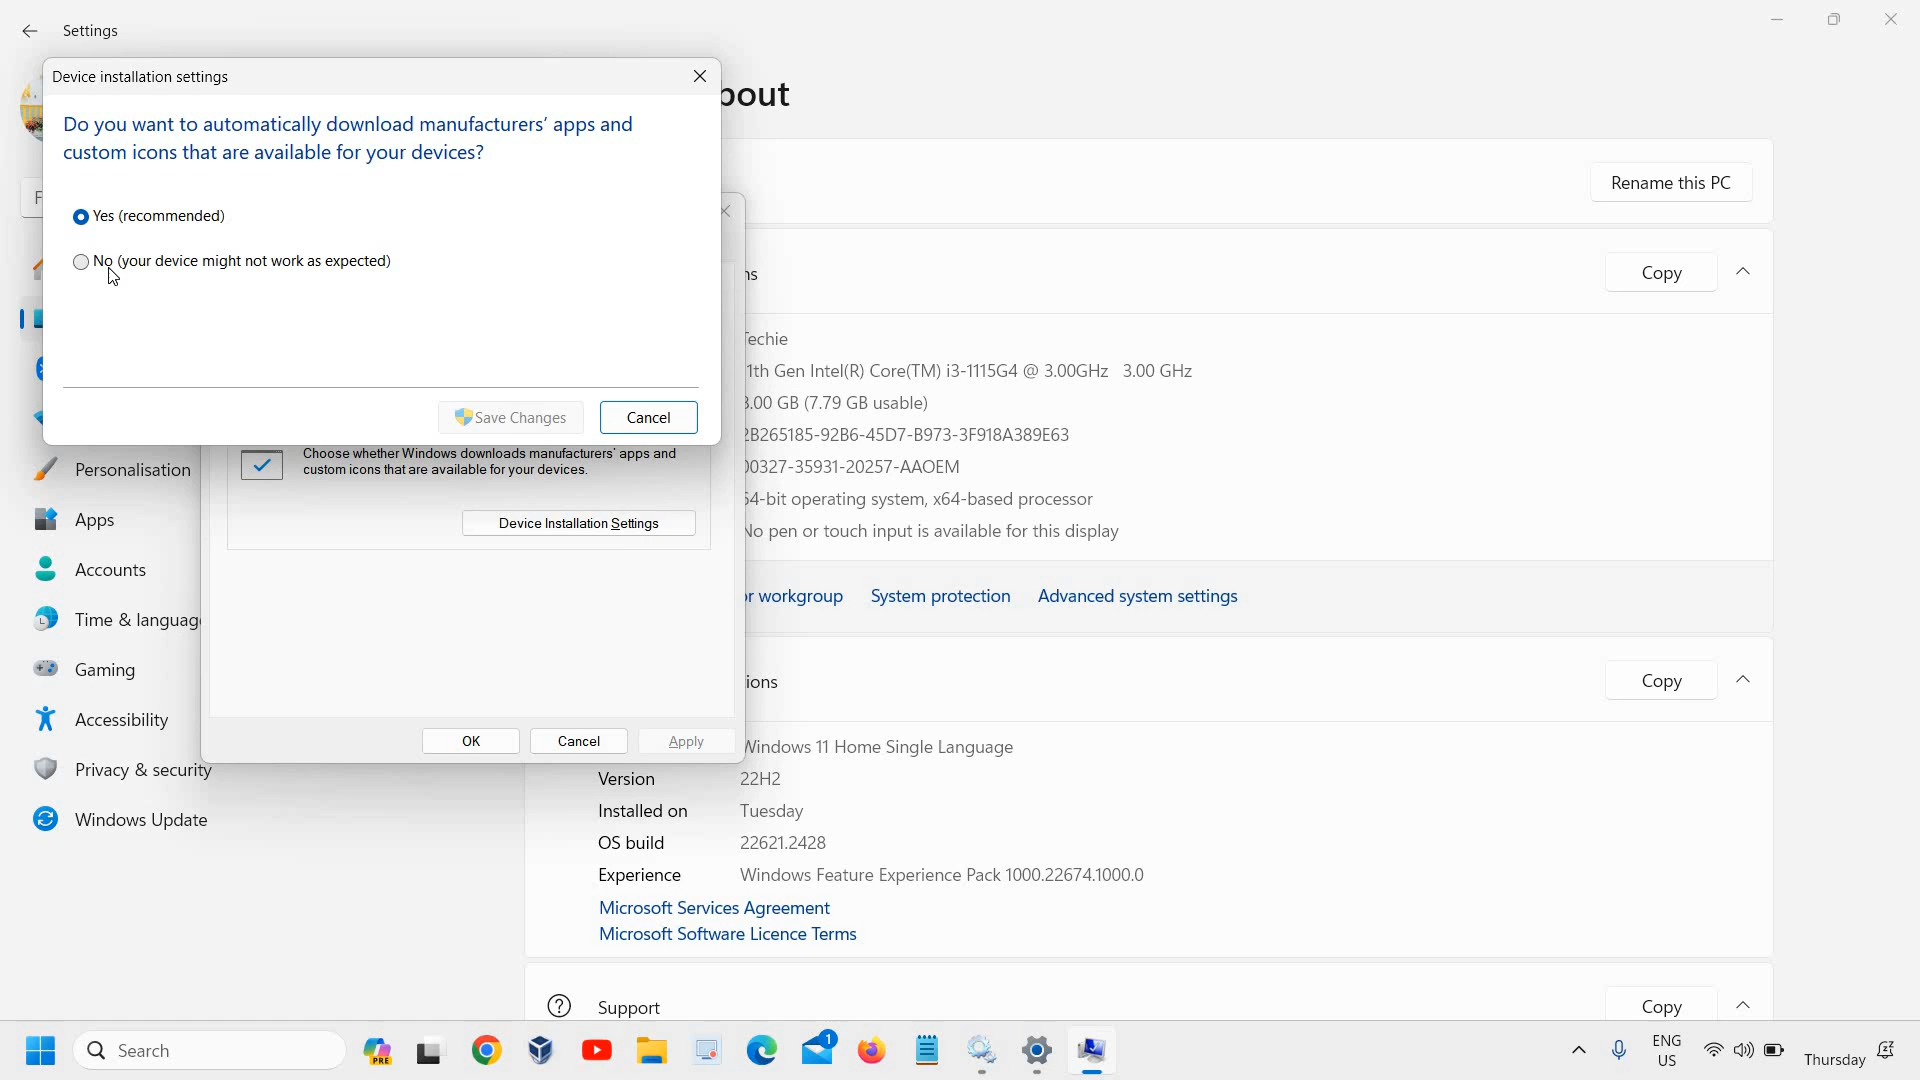 Settings
Device installation settings
Do you want to automatically download manufacturers' apps and
custom icons that are available for your devices?
Yes (recommended)
No (your device might not work as expected)
Save Changes
Cancel
Choose whether Windows downloads manufacturers' apps and
custom icons that are available for your devices.
Device Installation Settings
OK
Cancel
Apply
Personalisation
Apps
Accounts
Time & languag
Gaming
Accessibility
Privacy & security
Windows Update
bout
Rename this PC
ns
Copy
Techie
1th Gen Intel(R) Core(TM) i3-1115G4 @ 3.00GHz 3.00 GHz
8.00 GB (7.79 GB usable)
2B265185-92B6-45D7-B973-3F918A389E63
00327-35931-20257-AAOEM
64-bit operating system, x64-based processor
No pen or touch input is available for this display
or workgroup
System protection
Advanced system settings
ions
Copy
Windows 11 Home Single Language
Version 22H2
Installed on Tuesday
OS build 22621.2428
Experience Windows Feature Experience Pack 1000.22674.1000.0
Microsoft Services Agreement
Microsoft Software Licence Terms
Support
Copy
Search
PRE
1
ENG
US
Thursday